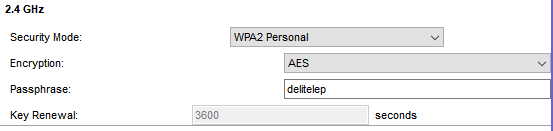 2.4 GHz
Security Mode: WPA2 Personal
Encryption: AES
Passphrase: delitelep
Key Renewal: 3600 seconds